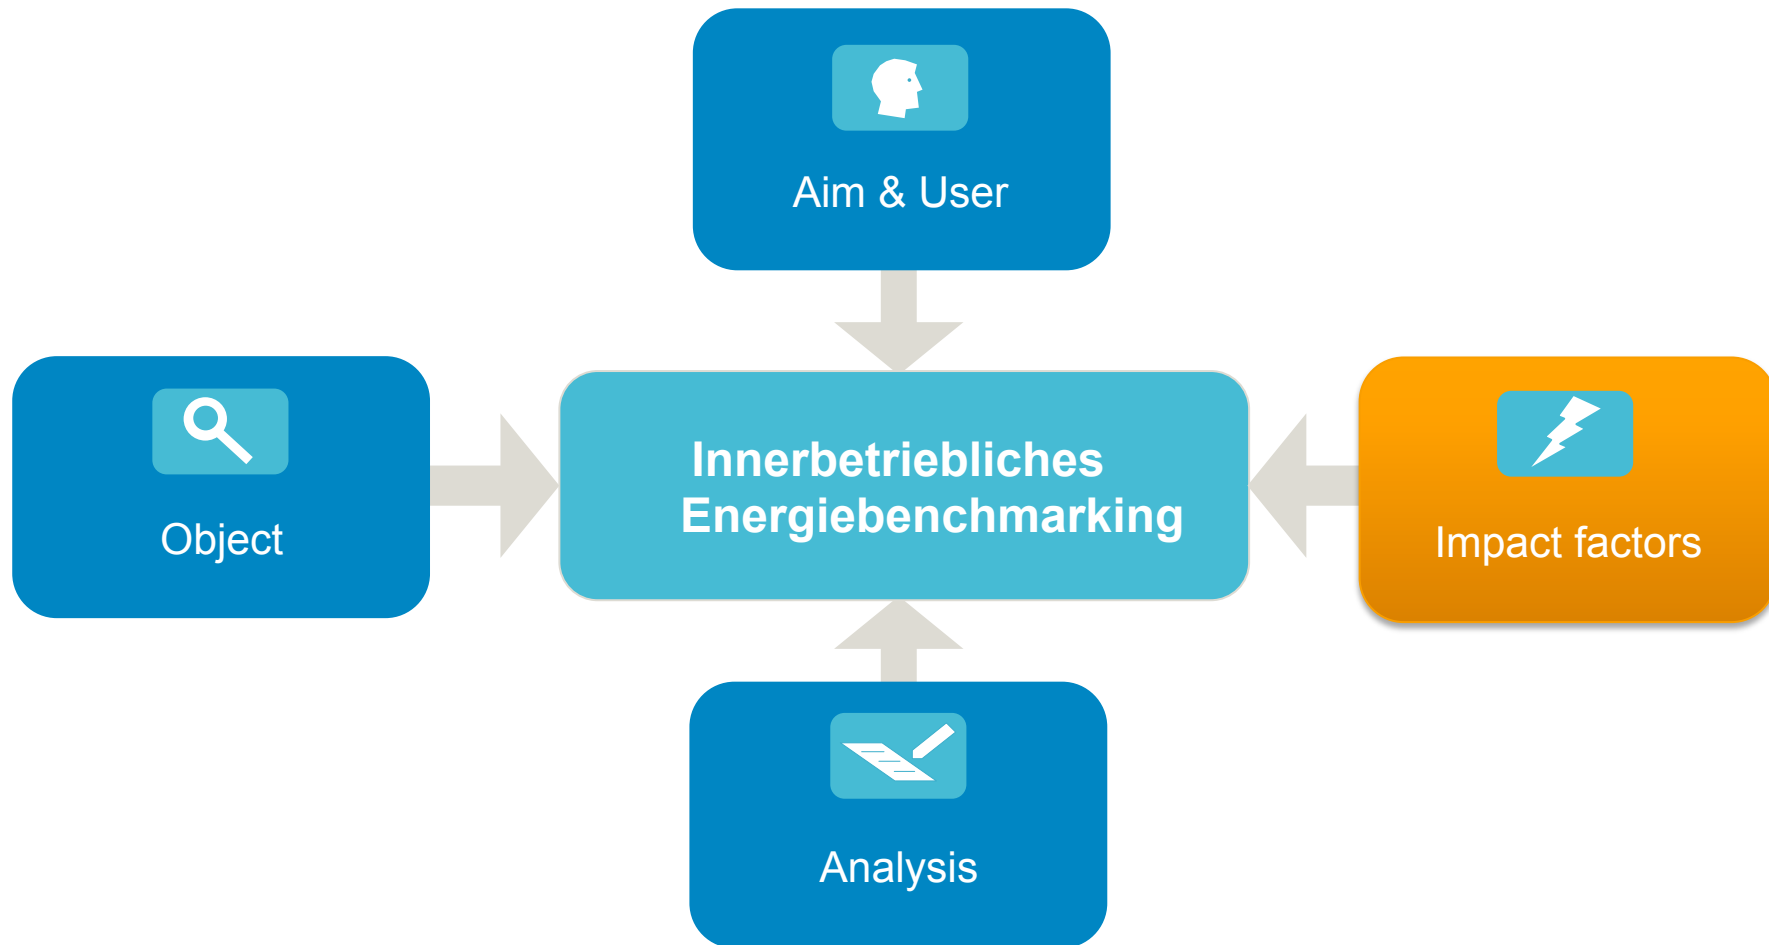 Aim & User
Object
Innerbetriebliches
Energiebenchmarking
Impact factors
Analysis